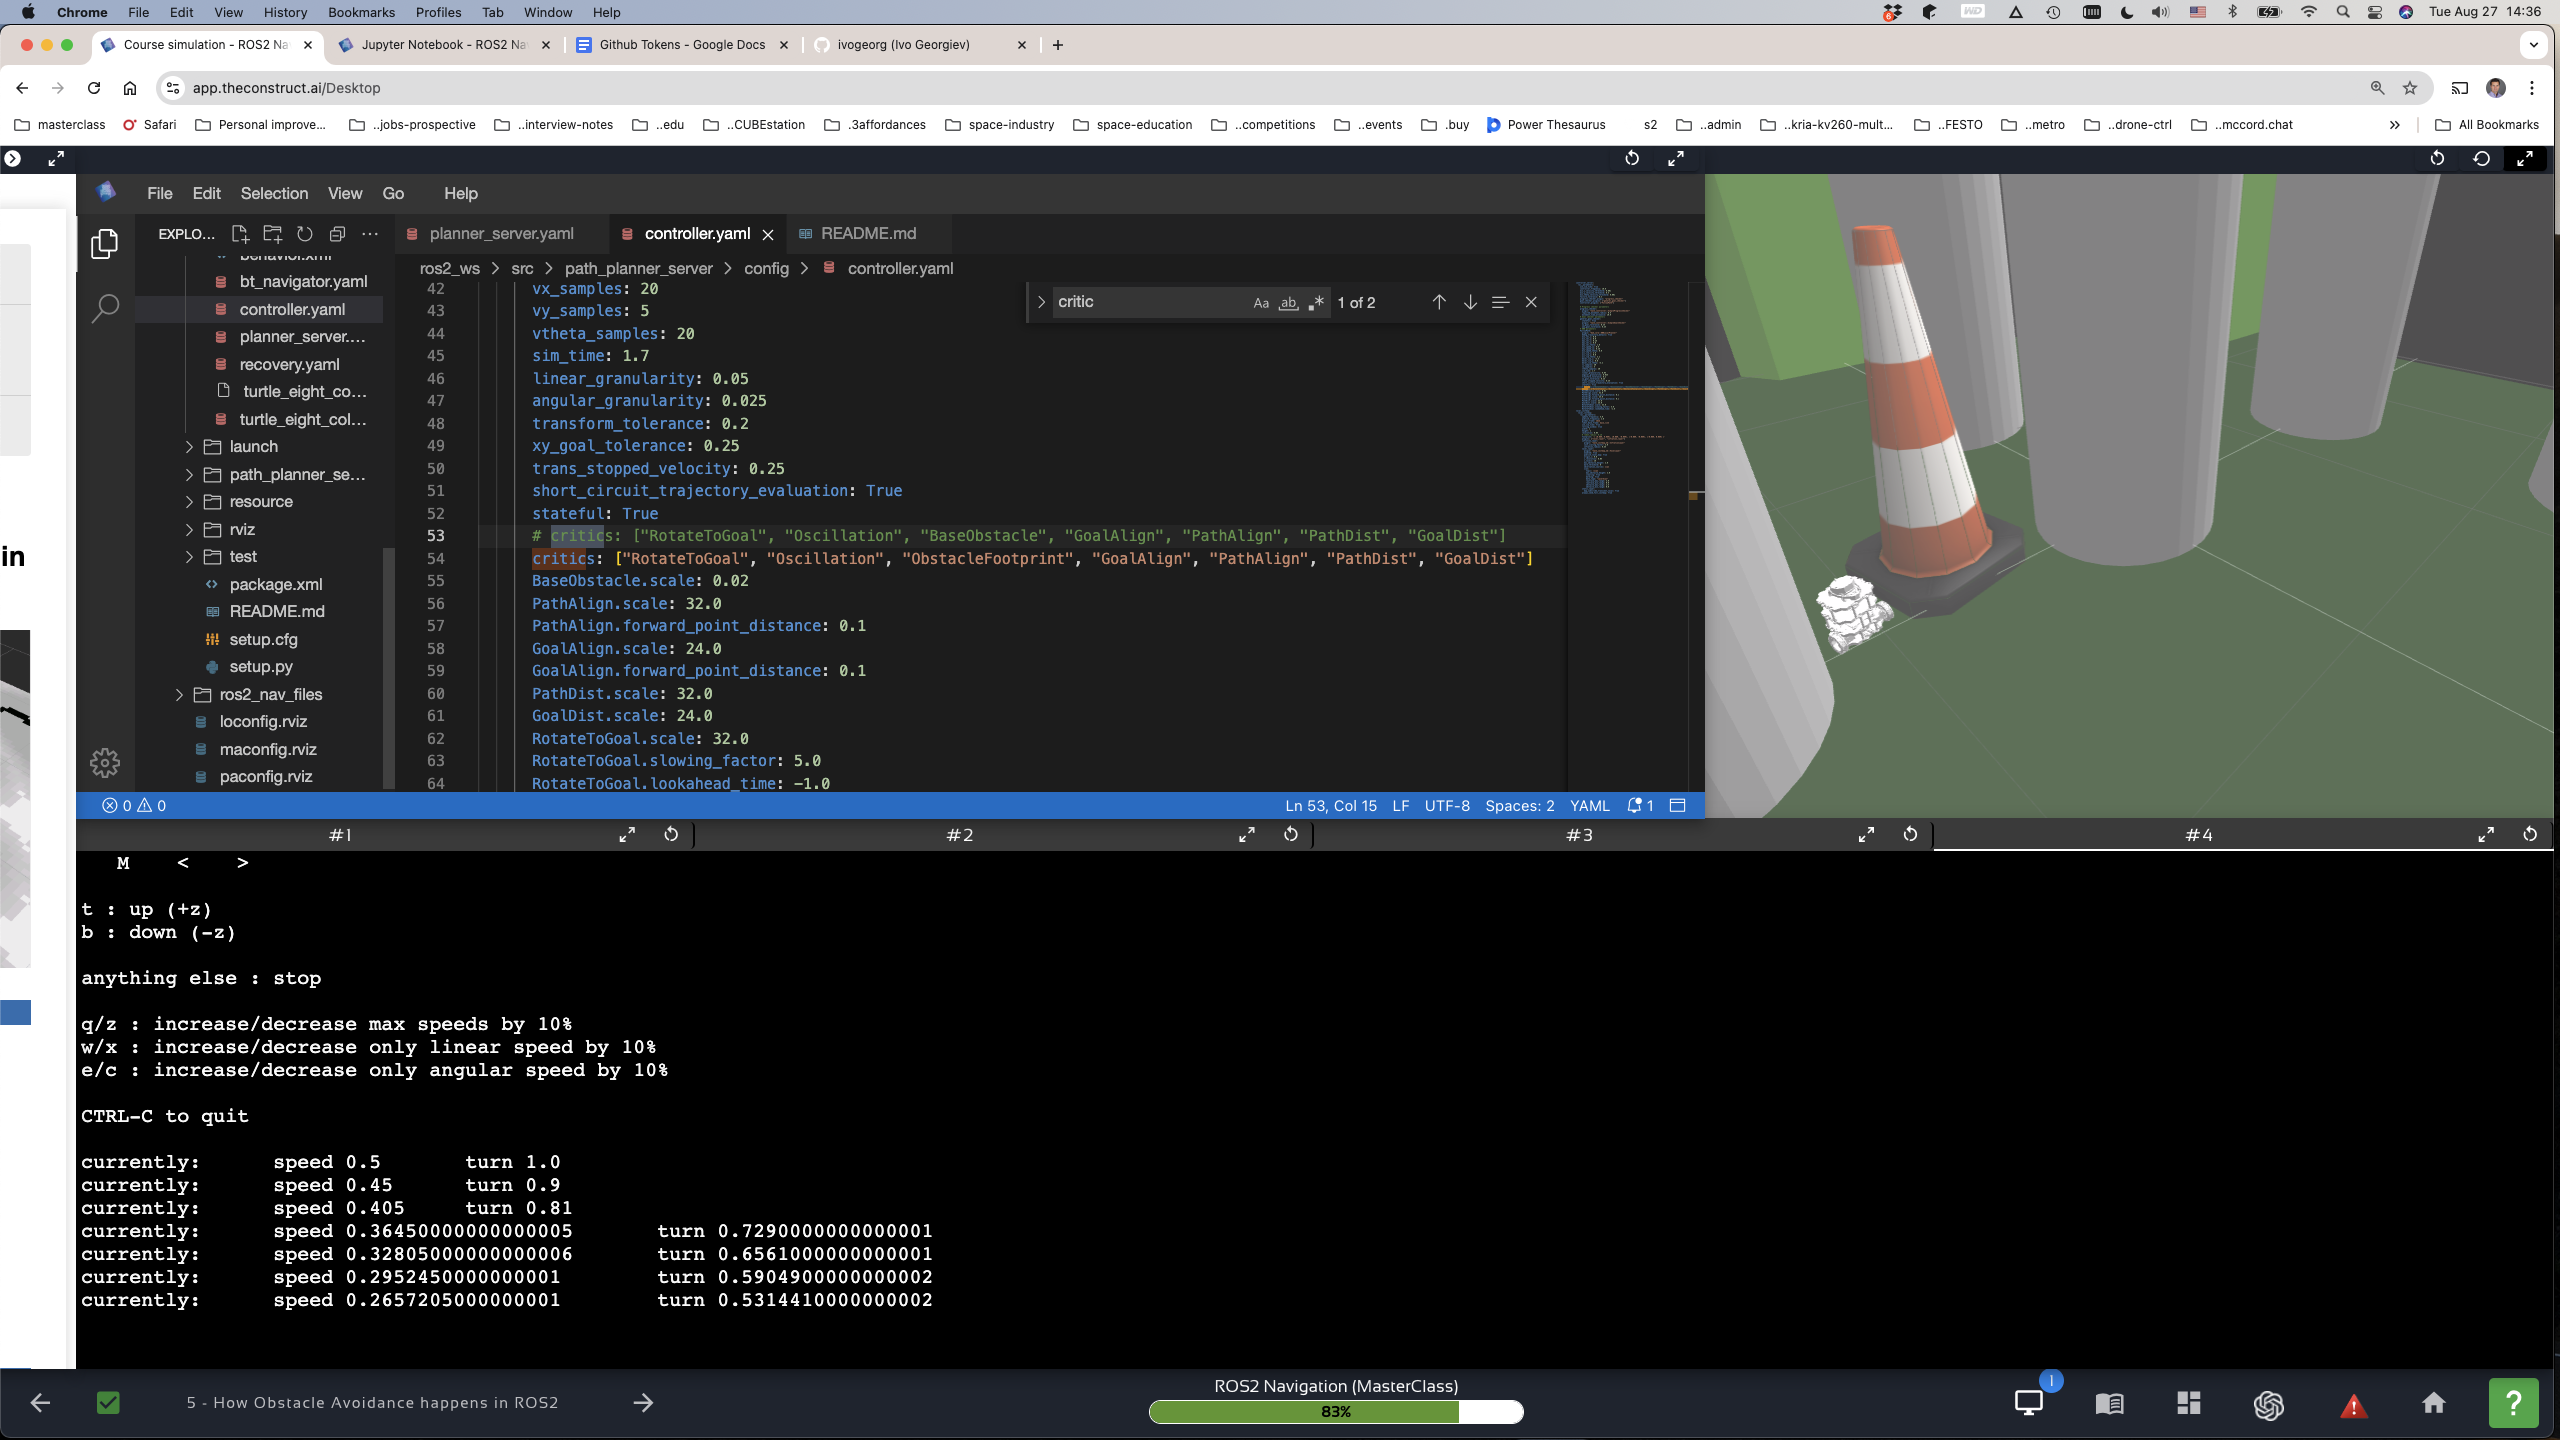 Chrome File Edit View History Bookmarks Profiles Tab Window Help
Tue Aug 27 14:36
Course simulation - ROS2 Na
Jupyter Notebook - ROS2 Na
Github Tokens - Google Docs
ivogeorg (Ivo Georgiev)
app.theconstruct.ai/Desktop
masterclass
Safari
Personal improve...
..jobs-prospective
..interview-notes
..edu
..CUBEstation
.3affordances
space-industry
space-education
..competitions
..events
.buy
Power Thesaurus
s2
..admin
..kria-kv260-mult...
..FESTO
..metro
..drone-ctrl
..mccord.chat
All Bookmarks
File Edit Selection View Go Help
EXPLO...
planner_server.yaml
controller.yaml
README.md
ros2_ws > src > path_planner_server > config > controller.yaml
behavior.xml
bt_navigator.yaml
controller.yaml
planner_server....
recovery.yaml
turtle_eight_co...
turtle_eight_col...
launch
path_planner_se...
resource
rviz
test
package.xml
README.md
setup.cfg
setup.py
ros2_nav_files
loconfig.rviz
maconfig.rviz
paconfig.rviz
in
critic
Aa ab 1 of 2
42 vx_samples: 20
43 vy_samples: 5
44 vtheta_samples: 20
45 sim_time: 1.7
46 linear_granularity: 0.05
47 angular_granularity: 0.025
48 transform_tolerance: 0.2
49 xy_goal_tolerance: 0.25
50 trans_stopped_velocity: 0.25
51 short_circuit_trajectory_evaluation: True
52 stateful: True
53 # critics: ["RotateToGoal", "Oscillation", "BaseObstacle", "GoalAlign", "PathAlign", "PathDist", "GoalDist"]
54 critics: ["RotateToGoal", "Oscillation", "ObstacleFootprint", "GoalAlign", "PathAlign", "PathDist", "GoalDist"]
55 BaseObstacle.scale: 0.02
56 PathAlign.scale: 32.0
57 PathAlign.forward_point_distance: 0.1
58 GoalAlign.scale: 24.0
59 GoalAlign.forward_point_distance: 0.1
60 PathDist.scale: 32.0
61 GoalDist.scale: 24.0
62 RotateToGoal.scale: 32.0
63 RotateToGoal.slowing_factor: 5.0
64 RotateToGoal.lookahead_time: -1.0
0 0
Ln 53, Col 15 LF UTF-8 Spaces: 2 YAML 1
#1
#2
#3
#4
M < >
t : up (+z)
b : down (-z)
anything else : stop
q/z : increase/decrease max speeds by 10%
w/x : increase/decrease only linear speed by 10%
e/c : increase/decrease only angular speed by 10%
CTRL-C to quit
currently: speed 0.5 turn 1.0
currently: speed 0.45 turn 0.9
currently: speed 0.405 turn 0.81
currently: speed 0.36450000000000005 turn 0.7290000000000001
currently: speed 0.32805000000000006 turn 0.6561000000000001
currently: speed 0.2952450000000001 turn 0.5904900000000002
currently: speed 0.2657205000000001 turn 0.5314410000000002
5 - How Obstacle Avoidance happens in ROS2
ROS2 Navigation (MasterClass)
83%
1
?